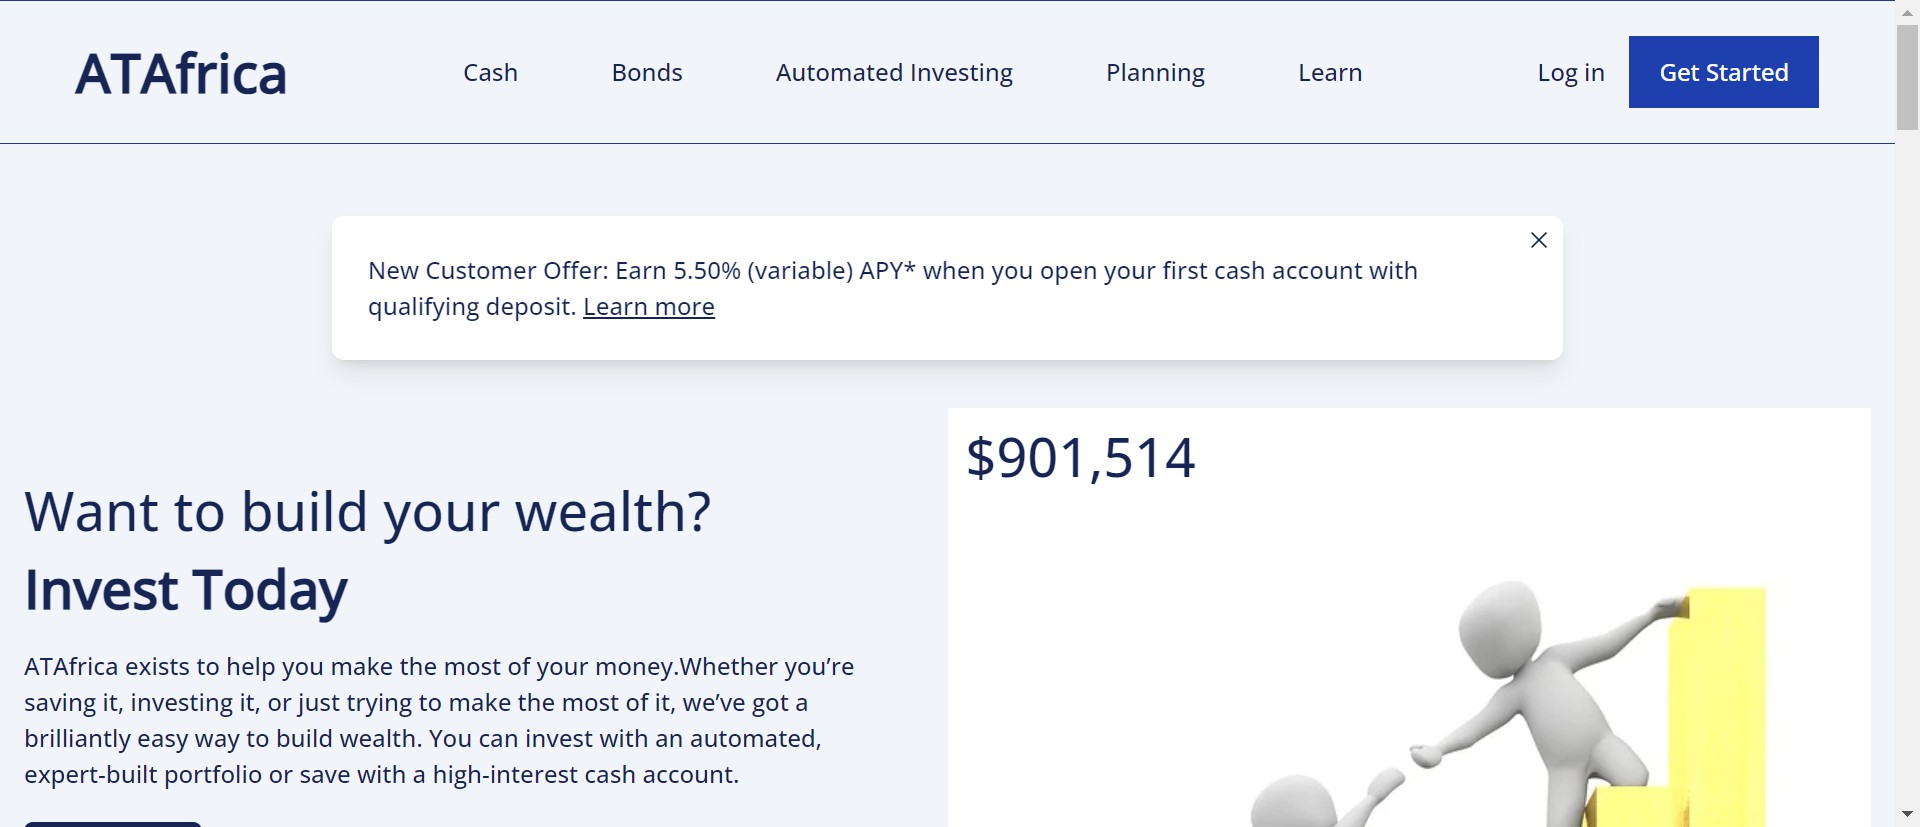 ATAfrica
Cash
Bonds
Automated Investing
Planning
Learn
Log in
Get Started
New Customer Offer: Earn 5.50% (variable) APY* when you open your first cash account with
qualifying deposit. Learn more
Want to build your wealth?
Invest Today
ATAfrica exists to help you make the most of your money.Whether you’re
saving it, investing it, or just trying to make the most of it, we’ve got a
brilliantly easy way to build wealth. You can invest with an automated,
expert-built portfolio or save with a high-interest cash account.
$901,514